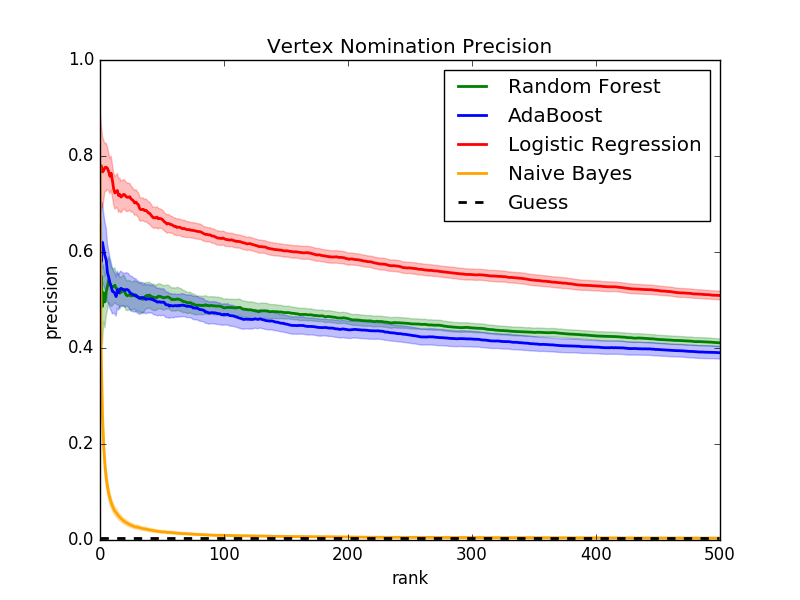 Vertex Nomination Precision
1.0
0.8
0.6
0.4
0.2
0.0
precision
Random Forest
AdaBoost
Logistic Regression
Naive Bayes
Guess
0 100 200 300 400 500
rank